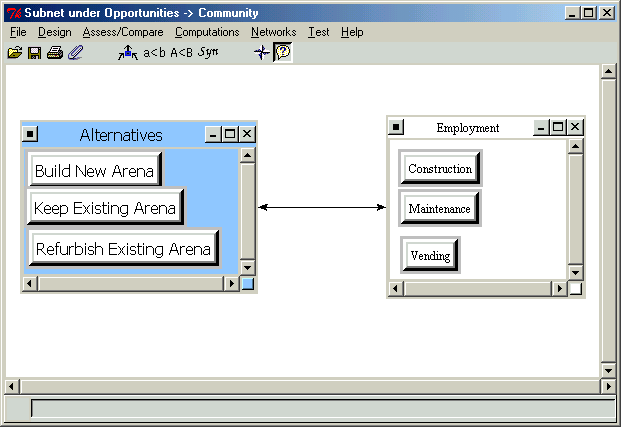 Subnet under Opportunities -> Community
File Design Assess/Compare Computations Networks Test Help
a<b A<B Syn ?
Alternatives
Build New Arena
Keep Existing Arena
Refurbish Existing Arena
Employment
Construction
Maintenance
Vending